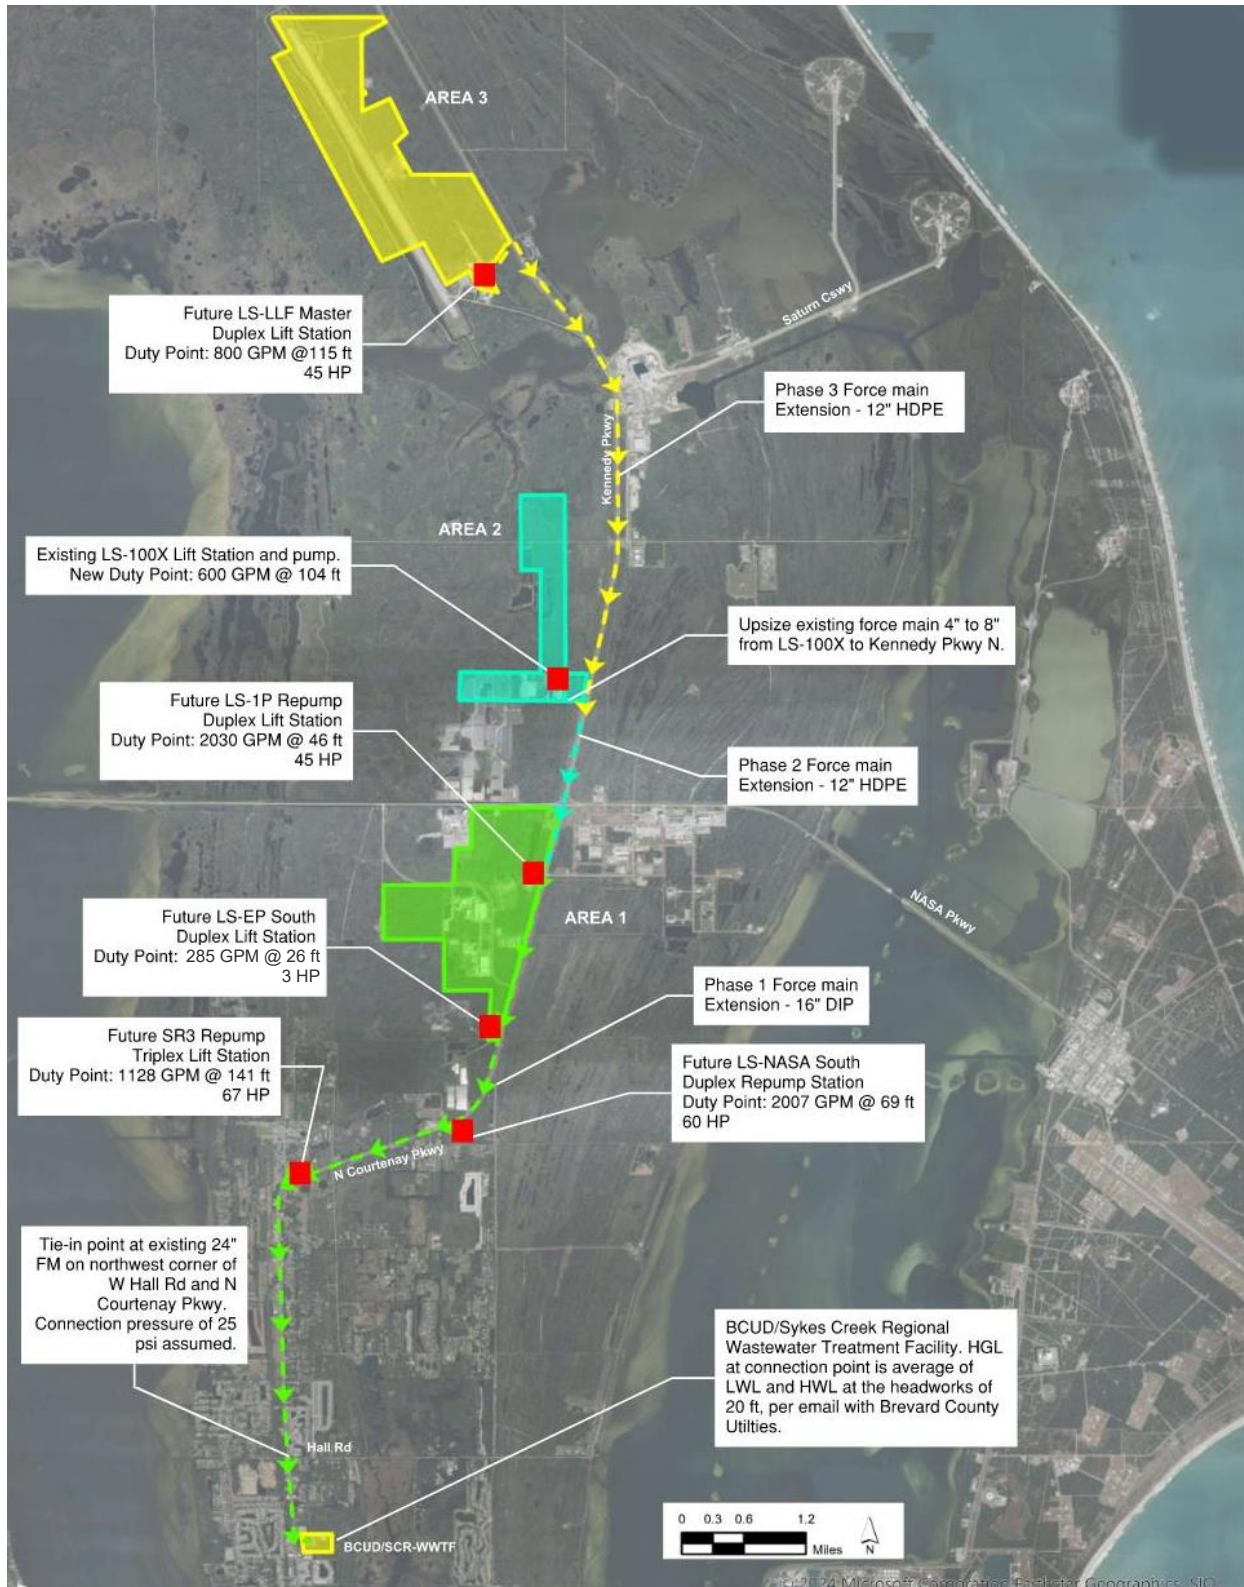 AREA 3
Saturn Cswy
Future LS-LLF Master
Duplex Lift Station
Duty Point: 800 GPM @115 ft
45 HP
Phase 3 Force main
Extension - 12" HDPE
Kennedy Pkwy
AREA 2
Existing LS-100X Lift Station and pump.
New Duty Point: 600 GPM @ 104 ft
Upsize existing force main 4" to 8"
from LS-100X to Kennedy Pkwy N.
Future LS-1P Repump
Duplex Lift Station
Duty Point: 2030 GPM @ 46 ft
45 HP
Phase 2 Force main
Extension - 12" HDPE
NASA Pkwy
AREA 1
Future LS-EP South
Duplex Lift Station
Duty Point: 285 GPM @ 26 ft
3 HP
Phase 1 Force main
Extension - 16" DIP
Future SR3 Repump
Triplex Lift Station
Duty Point: 1128 GPM @ 141 ft
67 HP
Future LS-NASA South
Duplex Repump Station
Duty Point: 2007 GPM @ 69 ft
60 HP
N Courtenay Pkwy
Tie-in point at existing 24"
FM on northwest corner of
W Hall Rd and N
Courtenay Pkwy.
Connection pressure of 25
psi assumed.
BCUD/Sykes Creek Regional
Wastewater Treatment Facility. HGL
at connection point is average of
LWL and HWL at the headworks of
20 ft, per email with Brevard County
Utilties.
Hall Rd
BCUD/SCR-WWTF
0 0.3 0.6 1.2
Miles
N
(c) 2024 Microsoft Corporation Earthstar Geographics SIO